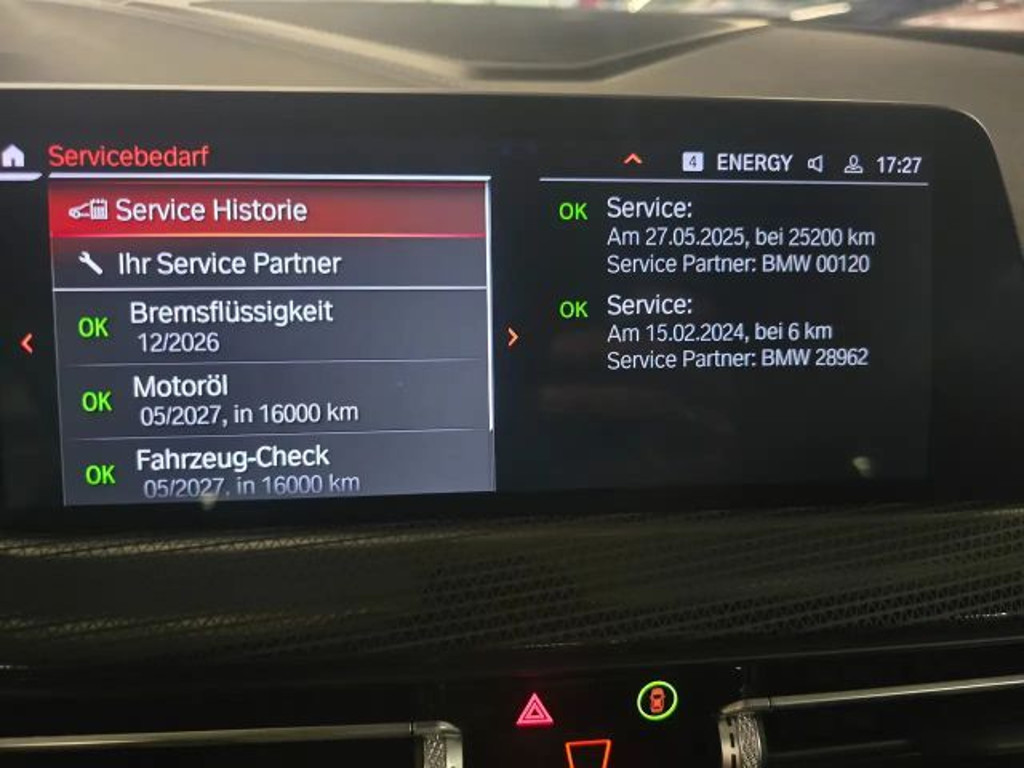 Servicebedarf
4 ENERGY 17:27
Service Historie
Ihr Service Partner
OK Bremsflüssigkeit
12/2026
OK Motoröl
05/2027, in 16000 km
OK Fahrzeug-Check
05/2027, in 16000 km
OK Service:
Am 27.05.2025, bei 25200 km
Service Partner: BMW 00120
OK Service:
Am 15.02.2024, bei 6 km
Service Partner: BMW 28962